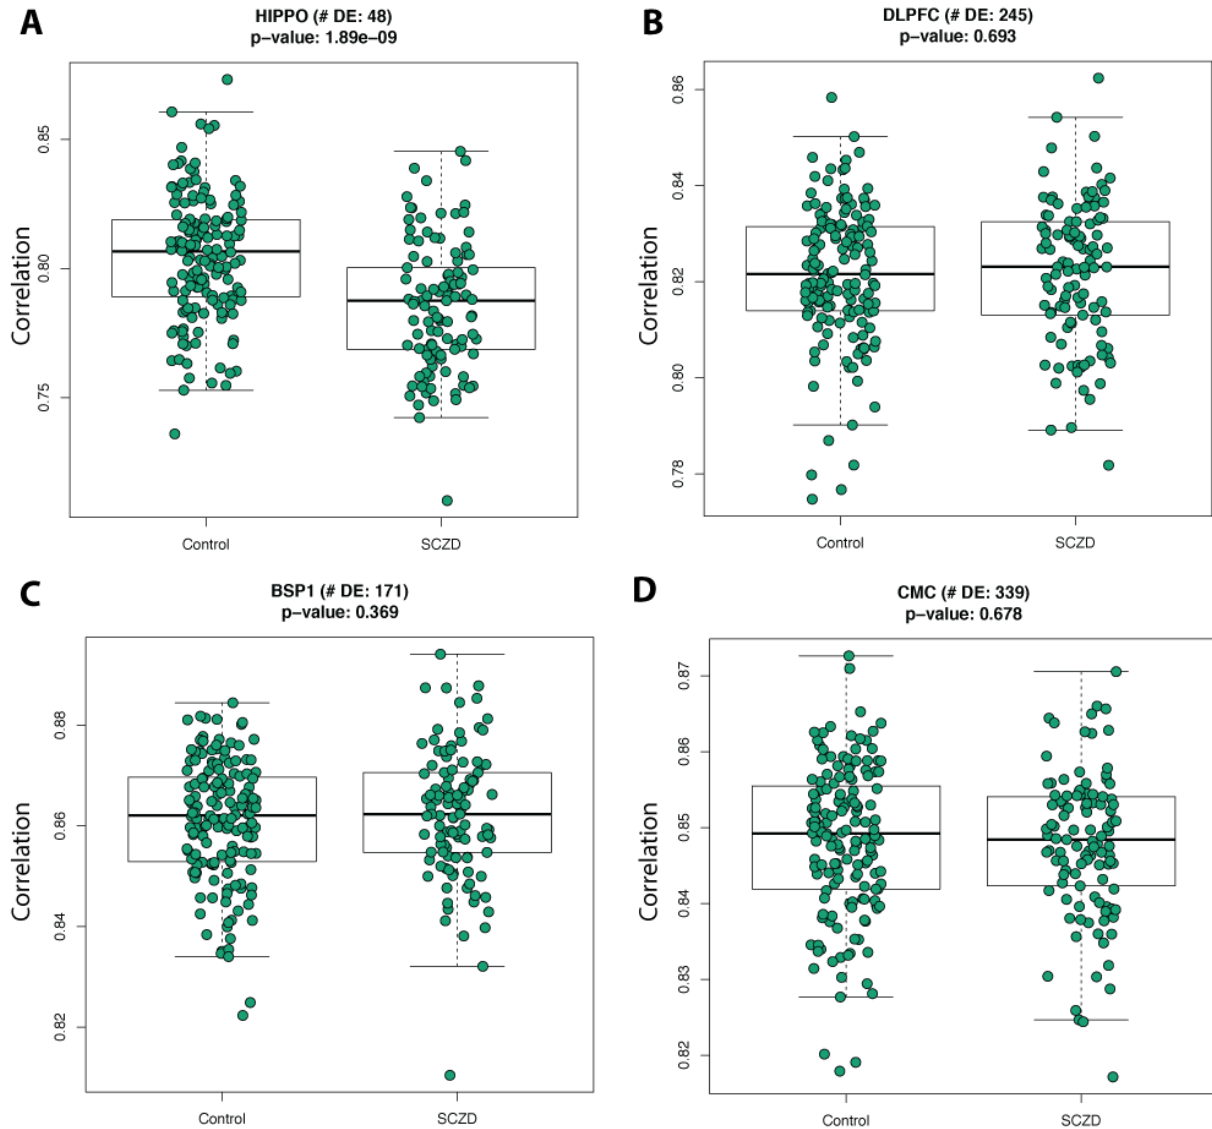 A
HIPPO (# DE: 48)
p−value: 1.89e−09
Correlation
0.85
0.80
0.75
Control
SCZD
B
DLPFC (# DE: 245)
p−value: 0.693
Correlation
0.86
0.84
0.82
0.80
0.78
Control
SCZD
C
BSP1 (# DE: 171)
p−value: 0.369
Correlation
0.88
0.86
0.84
0.82
Control
SCZD
D
CMC (# DE: 339)
p−value: 0.678
Correlation
0.87
0.86
0.85
0.84
0.83
0.82
Control
SCZD